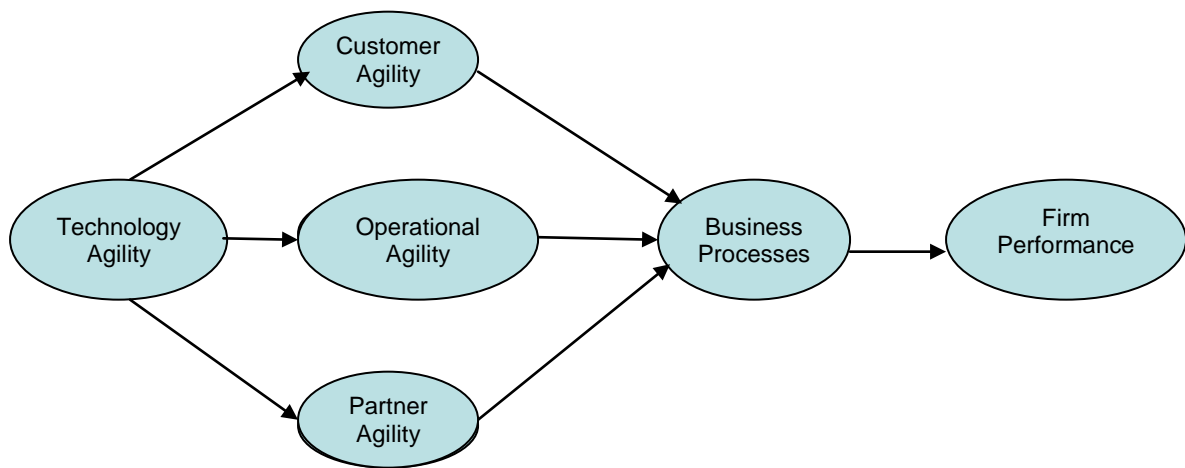 Customer
Agility
Technology
Agility
Operational
Agility
Business
Processes
Firm
Performance
Partner
Agility